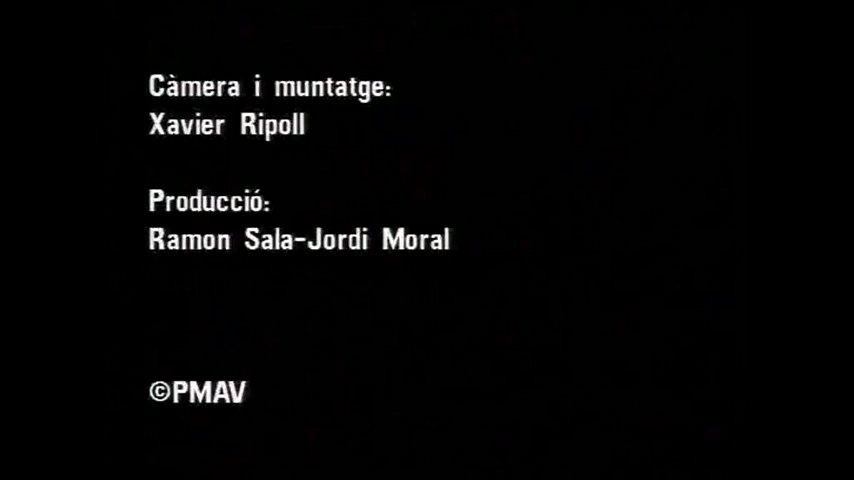 Càmera i muntatge:
Xavier Ripoll
Producció:
Ramon Sala-Jordi Moral
©PMAV